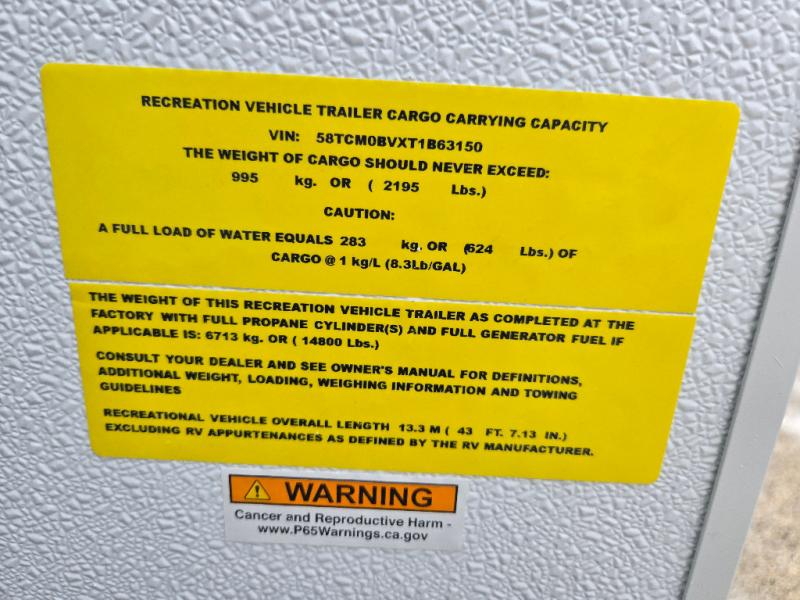 RECREATION VEHICLE TRAILER CARGO CARRYING CAPACITY
VIN: 58TCM0BVXT1B63150
THE WEIGHT OF CARGO SHOULD NEVER EXCEED:
995 kg. OR ( 2195 Lbs.)
CAUTION:
A FULL LOAD OF WATER EQUALS 283 kg. OR (624 Lbs.) OF
CARGO @ 1 kg/L (8.3Lb/GAL)
THE WEIGHT OF THIS RECREATION VEHICLE TRAILER AS COMPLETED AT THE
FACTORY WITH FULL PROPANE CYLINDER(S) AND FULL GENERATOR FUEL IF
APPLICABLE IS: 6713 kg. OR ( 14800 Lbs.)
CONSULT YOUR DEALER AND SEE OWNER'S MANUAL FOR DEFINITIONS,
ADDITIONAL WEIGHT, LOADING, WEIGHING INFORMATION AND TOWING
GUIDELINES
RECREATIONAL VEHICLE OVERALL LENGTH 13.3 M ( 43 FT. 7.13 IN.)
EXCLUDING RV APPURTENANCES AS DEFINED BY THE RV MANUFACTURER.
WARNING
Cancer and Reproductive Harm -
www.P65Warnings.ca.gov